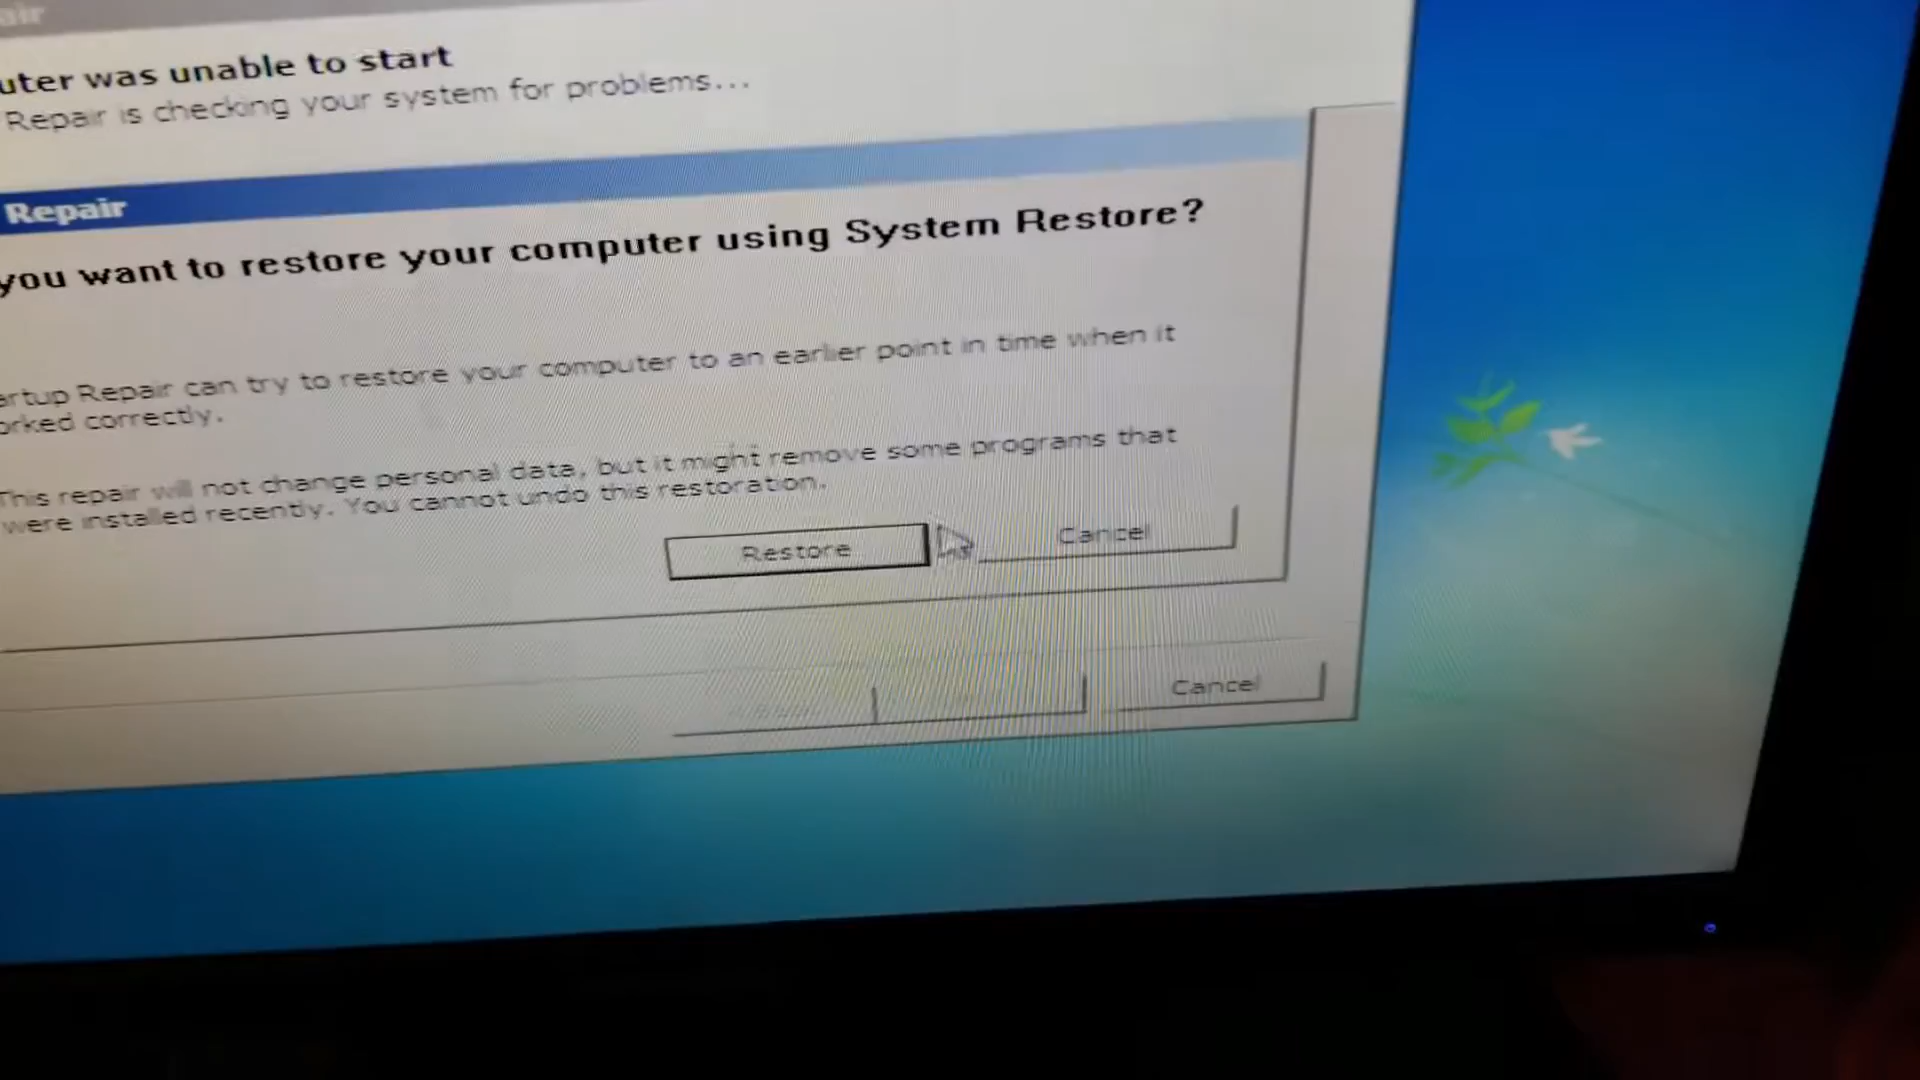 air
uter was unable to start
Repair is checking your system for problems...
Repair
you want to restore your computer using System Restore?
artup Repair can try to restore your computer to an earlier point in time when it
orked correctly.
This repair will not change personal data, but it might remove some programs that
were installed recently. You cannot undo this restoration.
Restore
Cancel
Cancel